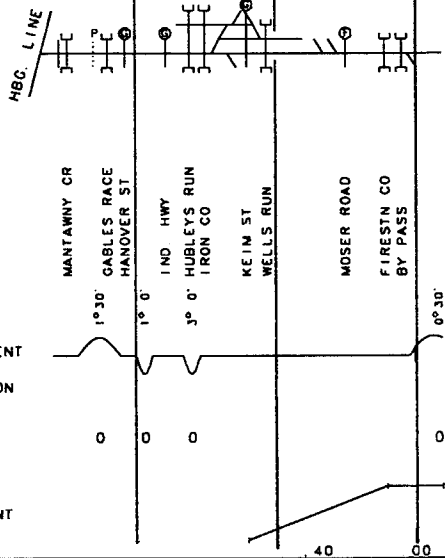 HBG. LINE
P
G
G
G
F
MANTAWNY CR
GABLES RACE
HANOVER ST
IND. HWY
HUBLEYS RUN
IRON CO
KEIM ST
WELLS RUN
MOSER ROAD
FIRESTN CO
BY PASS
1° 30'
1° 0'
3° 0'
0° 30'
ENT
ON
0
0
0
0
NT
.40
00